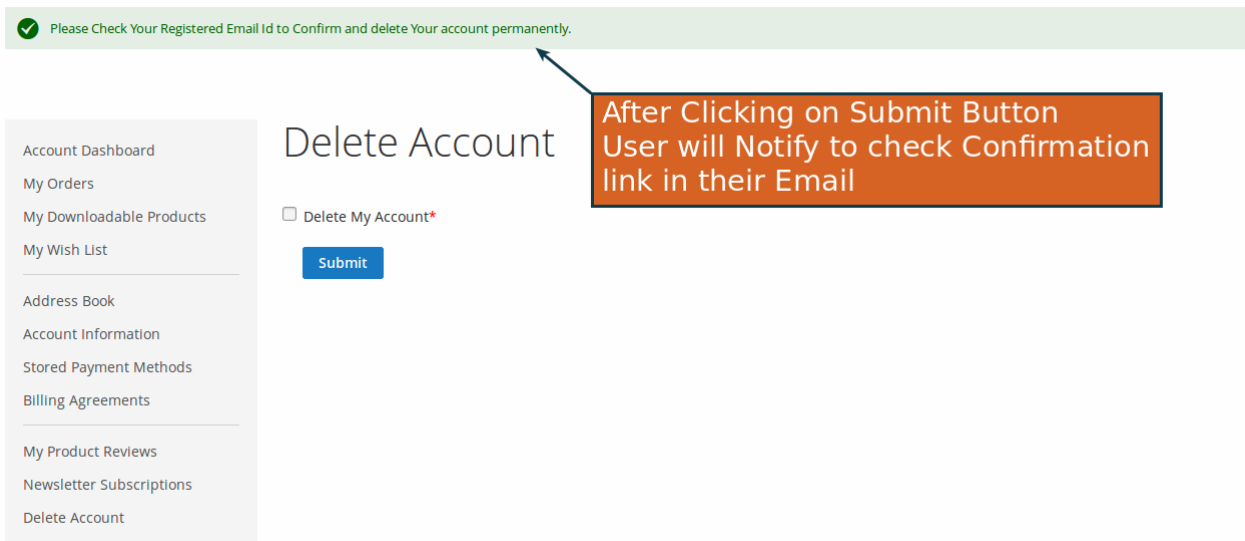 Please Check Your Registered Email Id to Confirm and delete Your account permanently.
After Clicking on Submit Button
User will Notify to check Confirmation
link in their Email
Delete Account
Delete My Account*
Submit
Account Dashboard
My Orders
My Downloadable Products
My Wish List
Address Book
Account Information
Stored Payment Methods
Billing Agreements
My Product Reviews
Newsletter Subscriptions
Delete Account